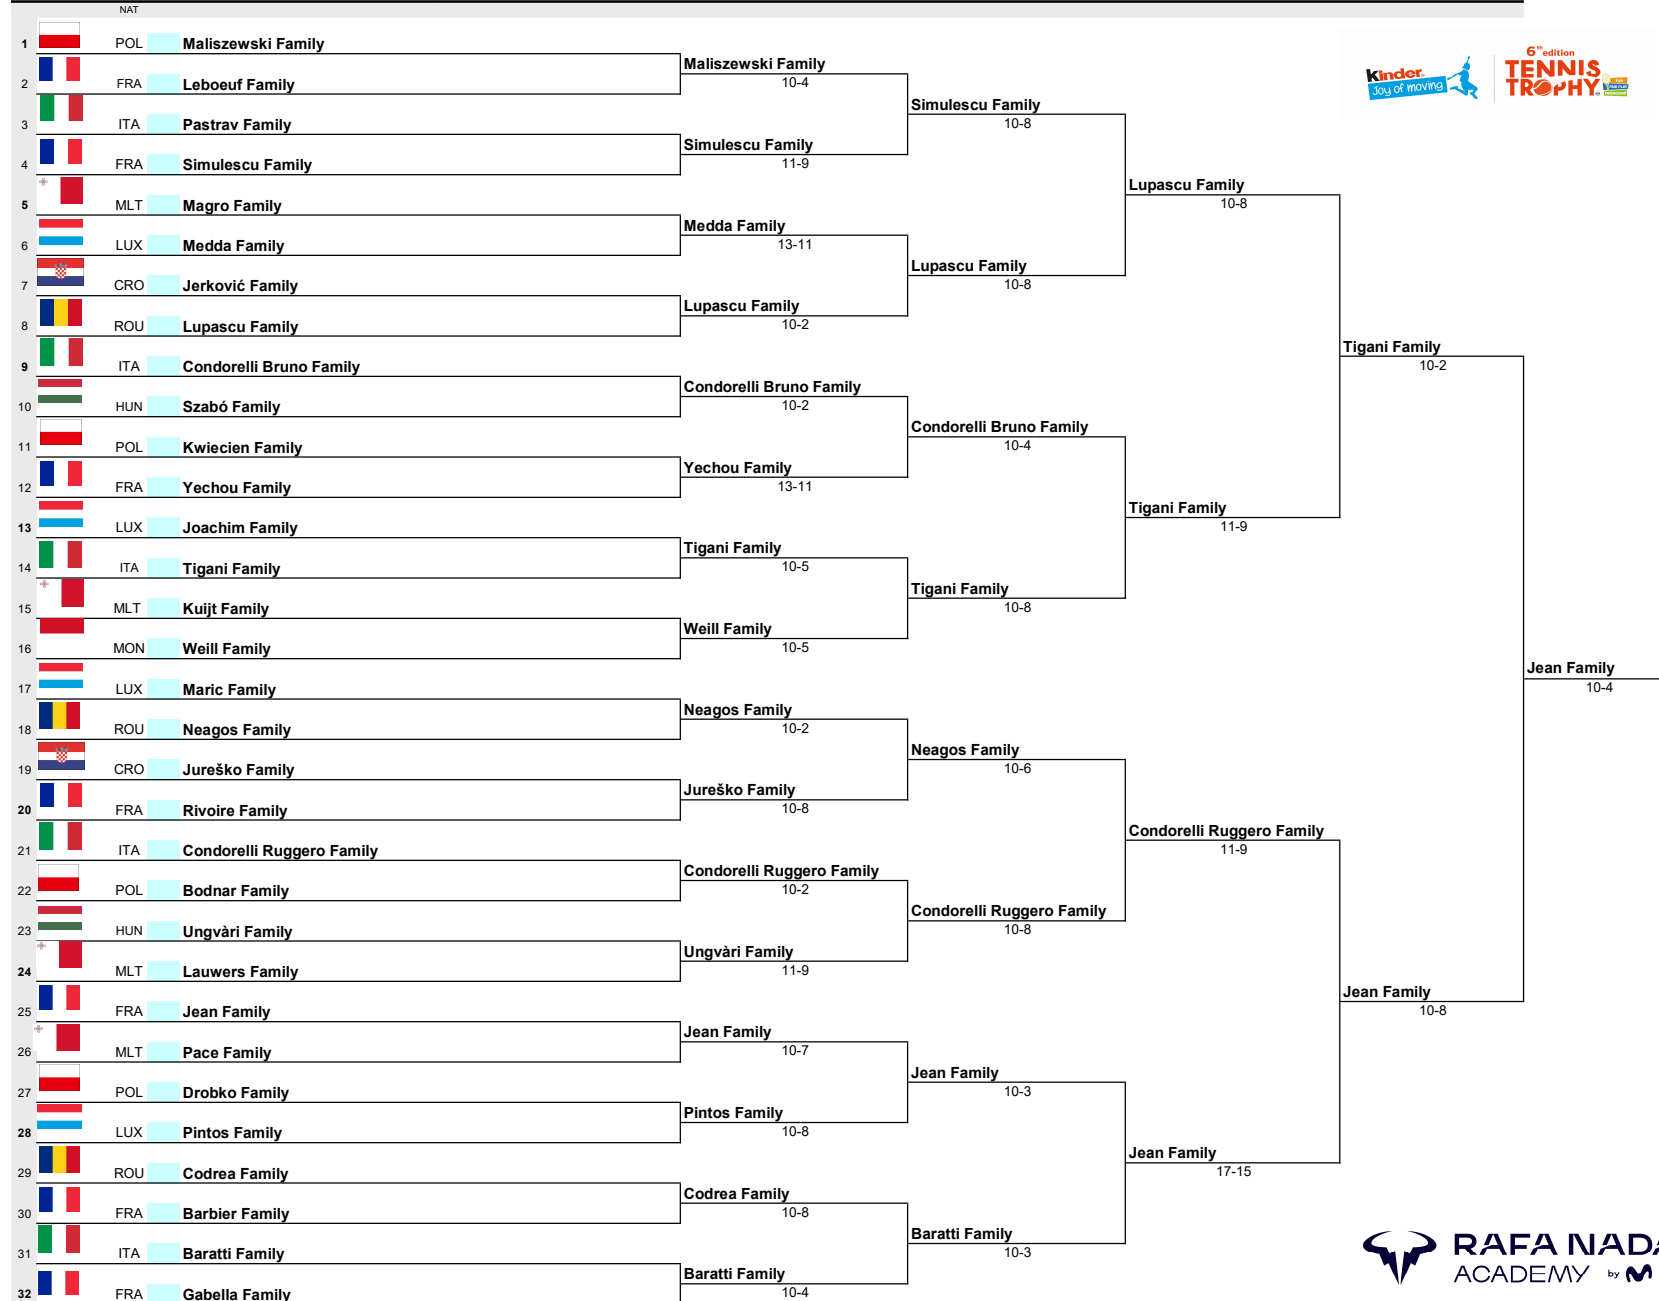 NAT
1 POL Maliszewski Family
2 FRA Leboeuf Family
3 ITA Pastrav Family
4 FRA Simulescu Family
5 MLT Magro Family
6 LUX Medda Family
7 CRO Jerković Family
8 ROU Lupascu Family
9 ITA Condorelli Bruno Family
10 HUN Szabó Family
11 POL Kwiecien Family
12 FRA Yechou Family
13 LUX Joachim Family
14 ITA Tigani Family
15 MLT Kuijt Family
16 MON Weill Family
17 LUX Maric Family
18 ROU Neagos Family
19 CRO Jureško Family
20 FRA Rivoire Family
21 ITA Condorelli Ruggero Family
22 POL Bodnar Family
23 HUN Ungvàri Family
24 MLT Lauwers Family
25 FRA Jean Family
26 MLT Pace Family
27 POL Drobko Family
28 LUX Pintos Family
29 ROU Codrea Family
30 FRA Barbier Family
31 ITA Baratti Family
32 FRA Gabella Family
Maliszewski Family
10-4
Simulescu Family
11-9
Medda Family
13-11
Lupascu Family
10-2
Condorelli Bruno Family
10-2
Yechou Family
13-11
Tigani Family
10-5
Weill Family
10-5
Neagos Family
10-2
Jureško Family
10-8
Condorelli Ruggero Family
10-2
Ungvàri Family
11-9
Jean Family
10-7
Pintos Family
10-8
Codrea Family
10-8
Baratti Family
10-4
Simulescu Family
10-8
Lupascu Family
10-8
Condorelli Bruno Family
10-4
Tigani Family
10-8
Neagos Family
10-6
Condorelli Ruggero Family
10-8
Jean Family
10-3
Baratti Family
10-3
Lupascu Family
10-8
Tigani Family
11-9
Condorelli Ruggero Family
11-9
Jean Family
17-15
Tigani Family
10-2
Jean Family
10-8
Jean Family
10-4
Kinder
Joy of moving
6th edition
TENNIS
TROPHY
RAFA NADA
ACADEMY by